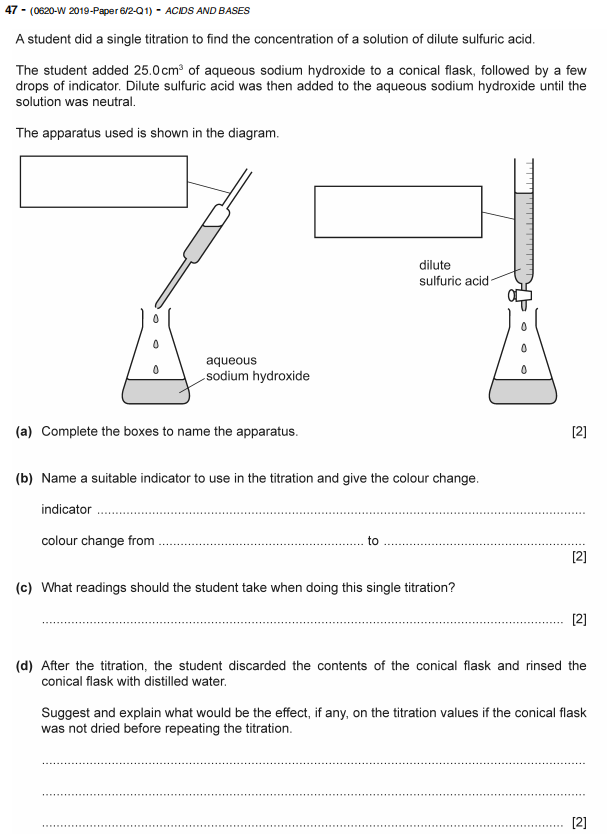 47 - (0620-W 2019-Paper 6/2-Q1) - ACIDS AND BASES
A student did a single titration to find the concentration of a solution of dilute sulfuric acid.
The student added 25.0 cm³ of aqueous sodium hydroxide to a conical flask, followed by a few
drops of indicator. Dilute sulfuric acid was then added to the aqueous sodium hydroxide until the
solution was neutral.
The apparatus used is shown in the diagram.
dilute
sulfuric acid
aqueous
sodium hydroxide
(a) Complete the boxes to name the apparatus. [2]
(b) Name a suitable indicator to use in the titration and give the colour change.
indicator ..........................................................................................................
colour change from ........................................................ to ........................................................
[2]
(c) What readings should the student take when doing this single titration?
.......................................................................................................... [2]
(d) After the titration, the student discarded the contents of the conical flask and rinsed the
conical flask with distilled water.
Suggest and explain what would be the effect, if any, on the titration values if the conical flask
was not dried before repeating the titration.
..........................................................................................................
..........................................................................................................
.......................................................................................................... [2]